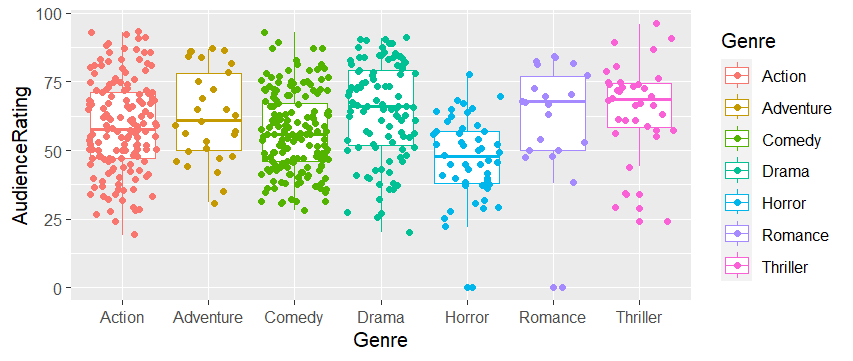 100
75
50
25
0
AudienceRating
Action Adventure Comedy Drama Horror Romance Thriller
Genre
Genre
Action
Adventure
Comedy
Drama
Horror
Romance
Thriller